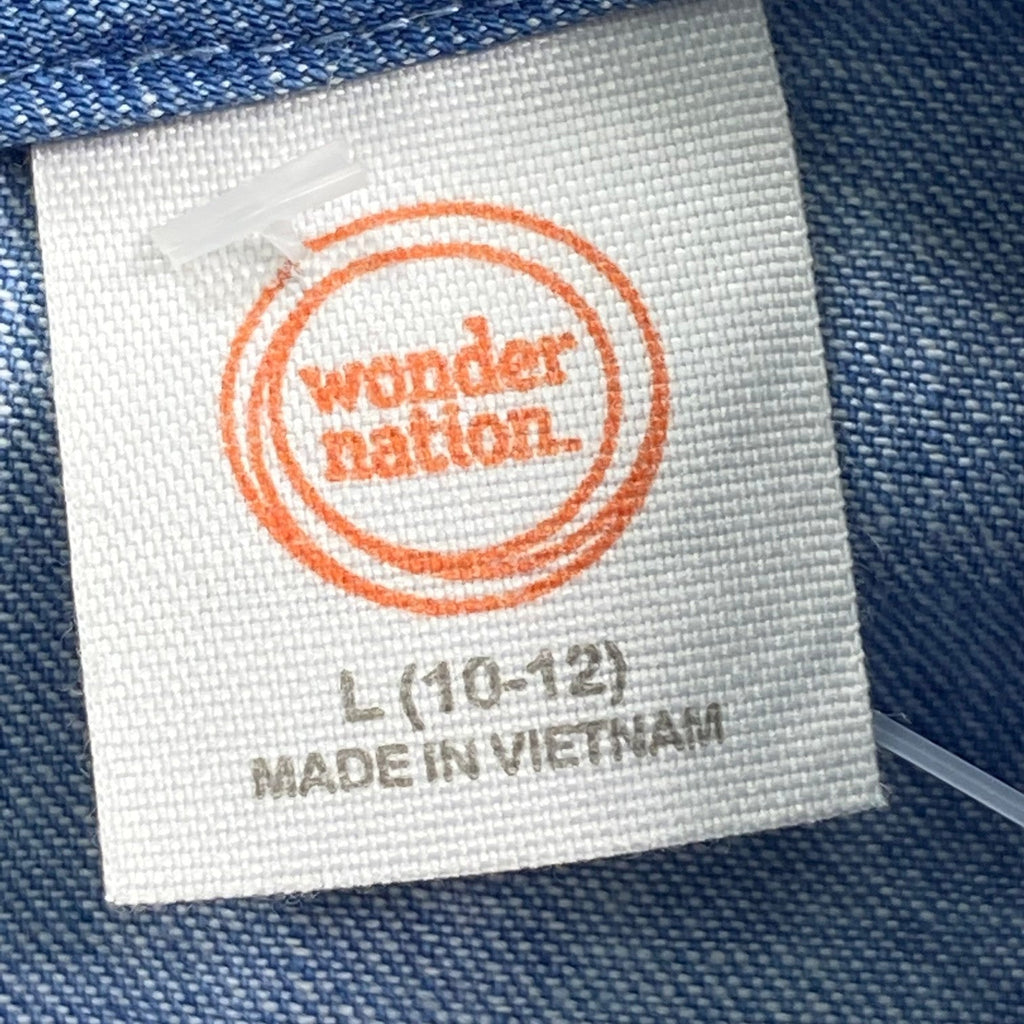 wonder
nation.
L (10-12)
MADE IN VIETNAM